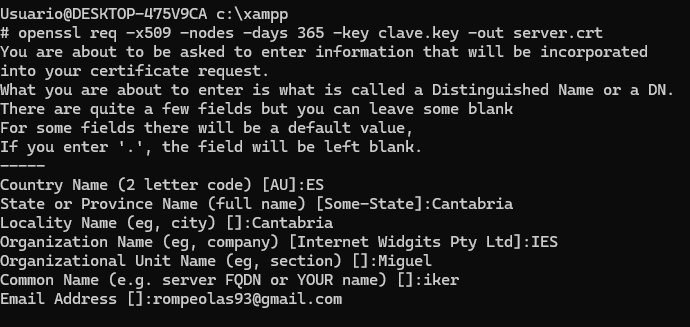 Usuario@DESKTOP-475V9CA c:\xampp
# openssl req -x509 -nodes -days 365 -key clave.key -out server.crt
You are about to be asked to enter information that will be incorporated
into your certificate request.
What you are about to enter is what is called a Distinguished Name or a DN.
There are quite a few fields but you can leave some blank
For some fields there will be a default value,
If you enter '.', the field will be left blank.
-----
Country Name (2 letter code) [AU]:ES
State or Province Name (full name) [Some-State]:Cantabria
Locality Name (eg, city) []:Cantabria
Organization Name (eg, company) [Internet Widgits Pty Ltd]:IES
Organizational Unit Name (eg, section) []:Miguel
Common Name (e.g. server FQDN or YOUR name) []:iker
Email Address []:rompeolas93@gmail.com